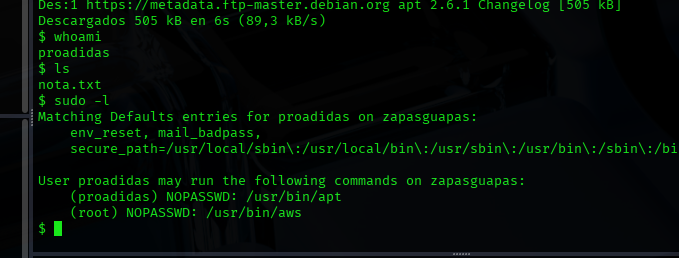 Des:1 https://metadata.ftp-master.debian.org apt 2.6.1 Changelog [505 kB]
Descargados 505 kB en 6s (89,3 kB/s)
$ whoami
proadidas
$ ls
nota.txt
$ sudo -l
Matching Defaults entries for proadidas on zapasguapas:
    env_reset, mail_badpass,
    secure_path=/usr/local/sbin\:/usr/local/bin\:/usr/sbin\:/usr/bin\:/sbin\:/bi

User proadidas may run the following commands on zapasguapas:
    (proadidas) NOPASSWD: /usr/bin/apt
    (root) NOPASSWD: /usr/bin/aws
$